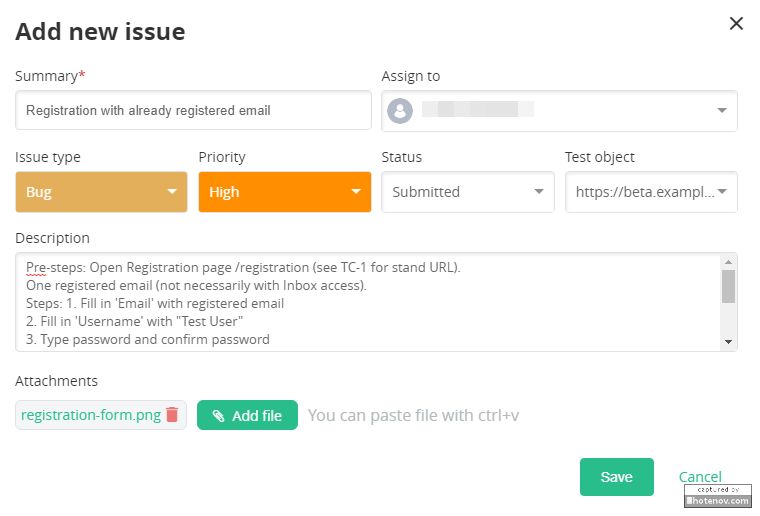 Add new issue
Summary*
Assign to
Registration with already registered email
Issue type
Priority
Status
Test object
Bug
High
Submitted
https://beta.exampl...
Description
Pre-steps: Open Registration page /registration (see TC-1 for stand URL).
One registered email (not necessarily with Inbox access).
Steps: 1. Fill in 'Email' with registered email
2. Fill in 'Username' with "Test User"
3. Type password and confirm password
Attachments
registration-form.png
Add file
You can paste file with ctrl+v
Save
Cancel
captured by
hotenov.com